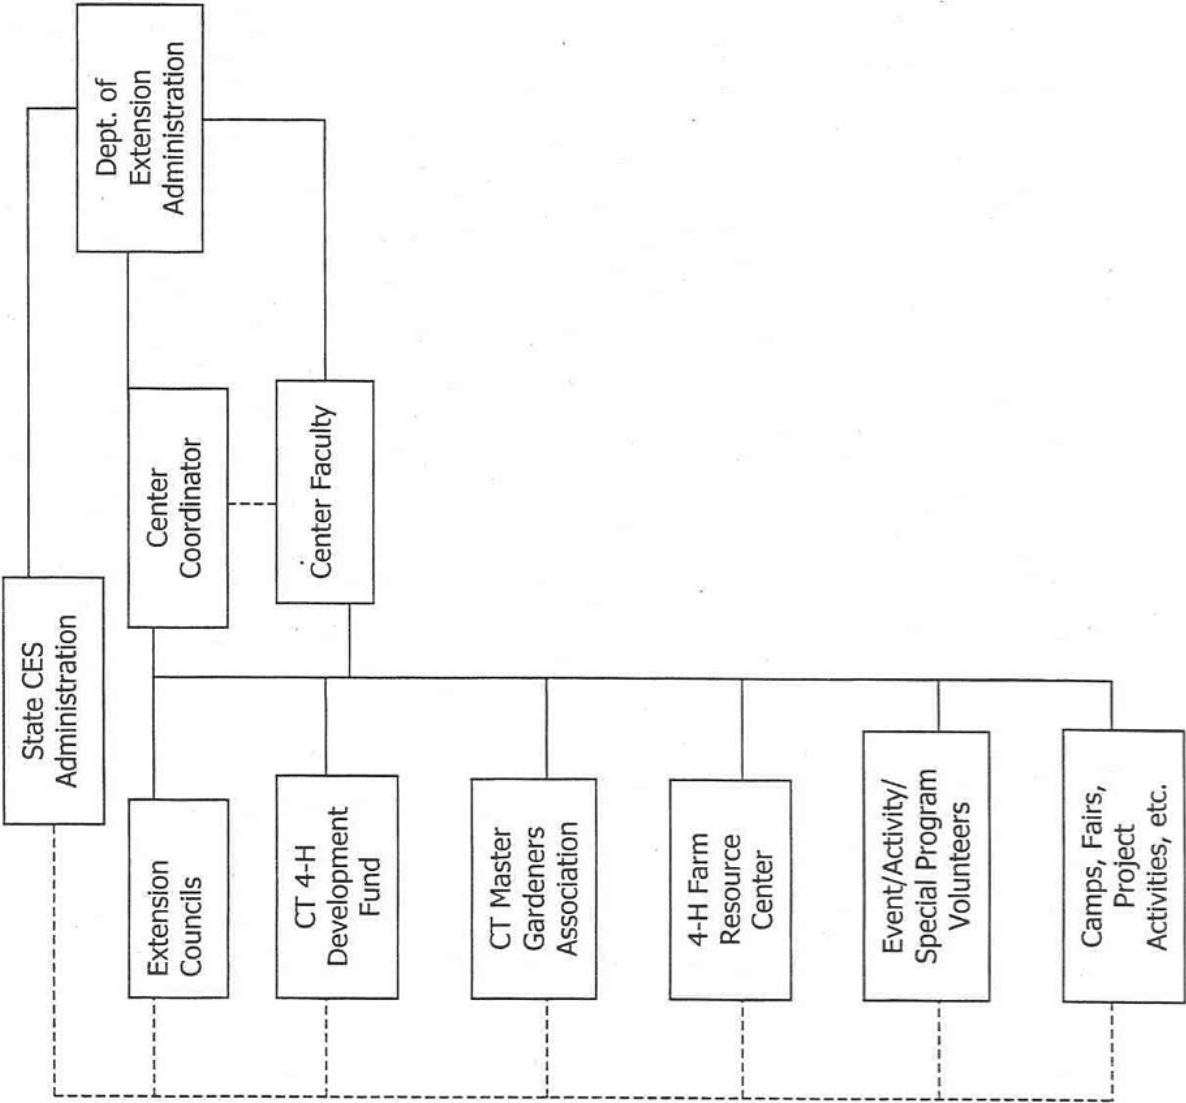 Dept. of
Extension
Administration
State CES
Administration
Center
Coordinator
Center Faculty
Extension
Councils
CT 4-H
Development
Fund
CT Master
Gardeners
Association
4-H Farm
Resource
Center
Event/Activity/
Special Program
Volunteers
Camps, Fairs,
Project
Activities, etc.